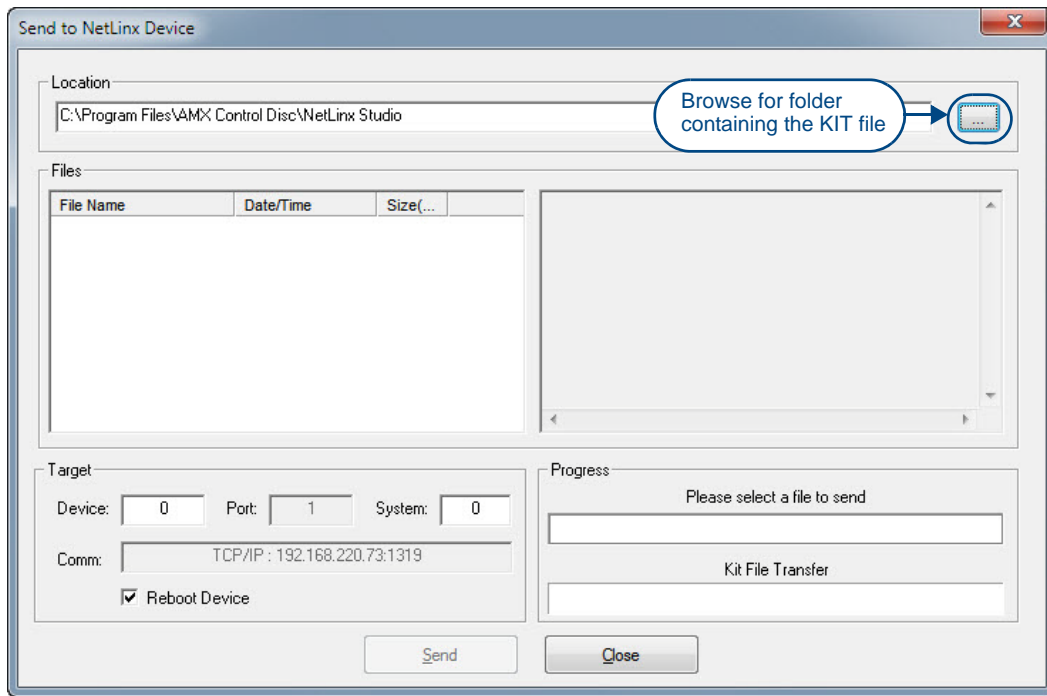 Send to NetLinx Device
Location
C:\Program Files\AMX Control Disc\NetLinx Studio
Browse for folder
containing the KIT file
...
Files
File Name Date/Time Size(...
Target
Device: 0 Port: 1 System: 0
Comm: TCP/IP : 192.168.220.73:1319
Reboot Device
Progress
Please select a file to send
Kit File Transfer
Send Close